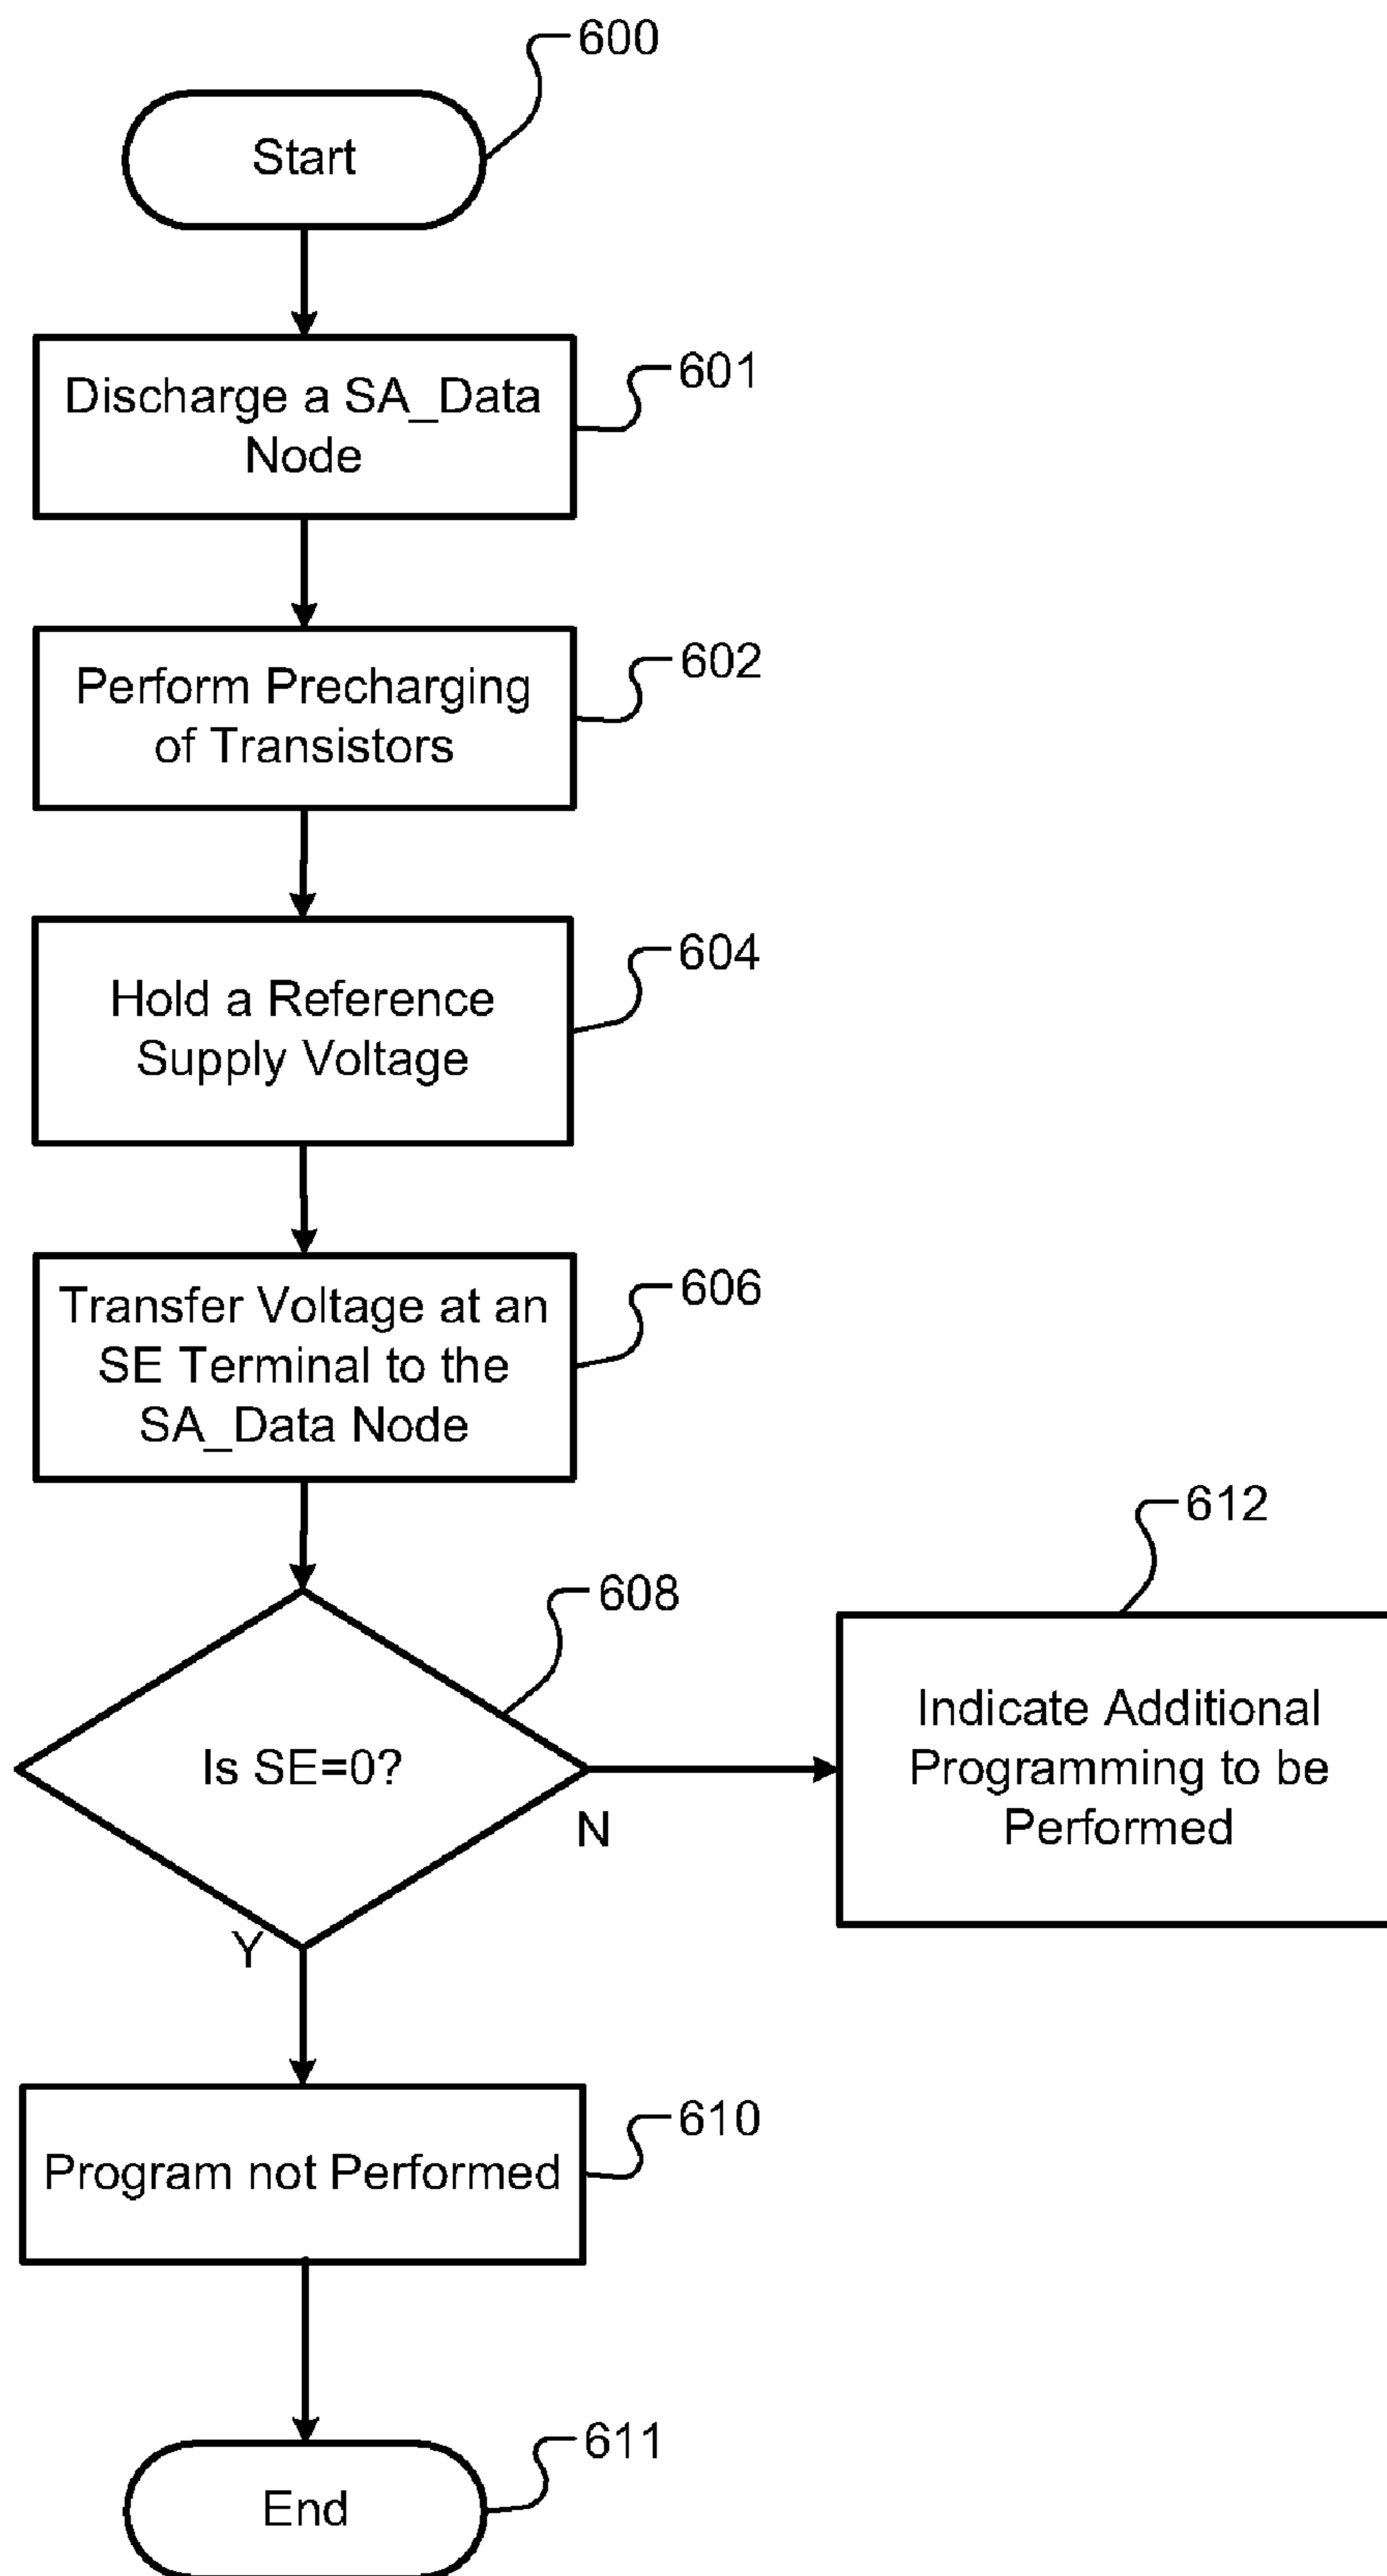 600
Start
601
Discharge a SA_Data
Node
602
Perform Precharging
of Transistors
604
Hold a Reference
Supply Voltage
606
Transfer Voltage at an
SE Terminal to the
SA_Data Node
608
Is SE=0?
N
Y
612
Indicate Additional
Programming to be
Performed
610
Program not Performed
611
End